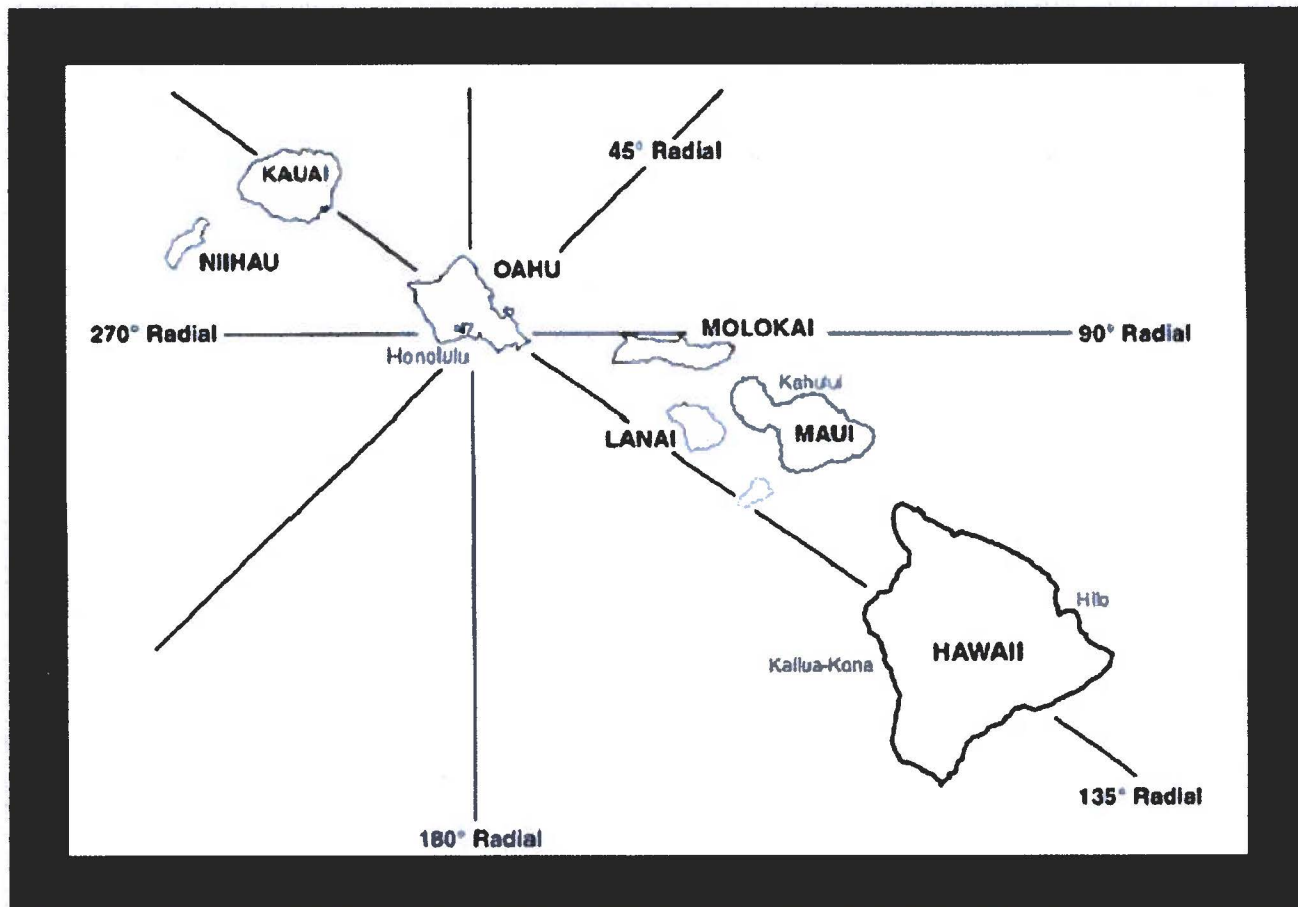 45° Radial
KAUAI
NIIHAU
OAHU
270° Radial
MOLOKAI
90° Radial
Honolulu
Kahului
LANAI
MAUI
Hilo
HAWAII
Kailua-Kona
135° Radial
180° Radial